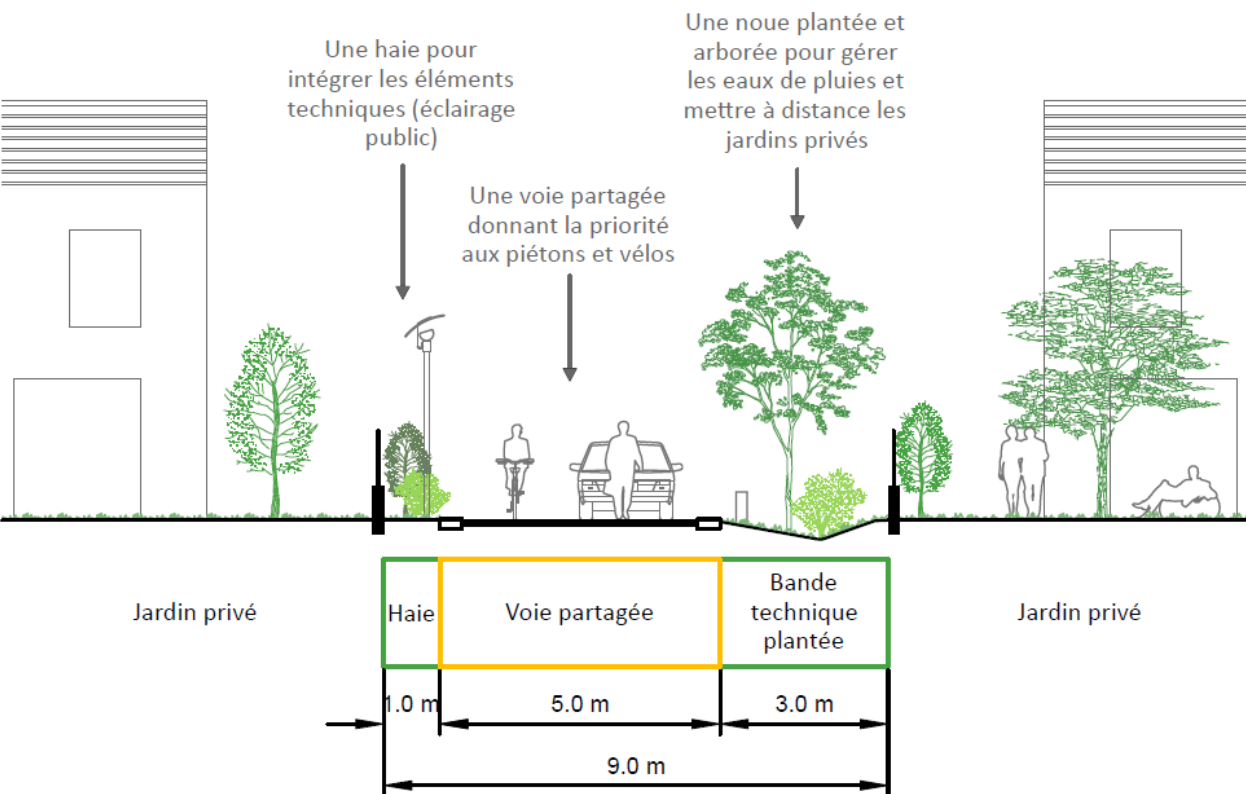 Une haie pour
intégrer les éléments
techniques (éclairage
public)
Une voie partagée
donnant la priorité
aux piétons et vélos
Une noue plantée et
arborée pour gérer
les eaux de pluies et
mettre à distance les
jardins privés
Jardin privé
Haie
Voie partagée
Bande
technique
plantée
Jardin privé
1.0 m
5.0 m
3.0 m
9.0 m